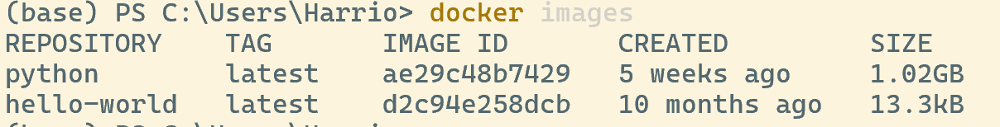 (base) PS C:\Users\Harrio> docker images
REPOSITORY    TAG       IMAGE ID       CREATED         SIZE
python        latest    ae29c48b7429   5 weeks ago     1.02GB
hello-world   latest    d2c94e258dcb   10 months ago   13.3kB